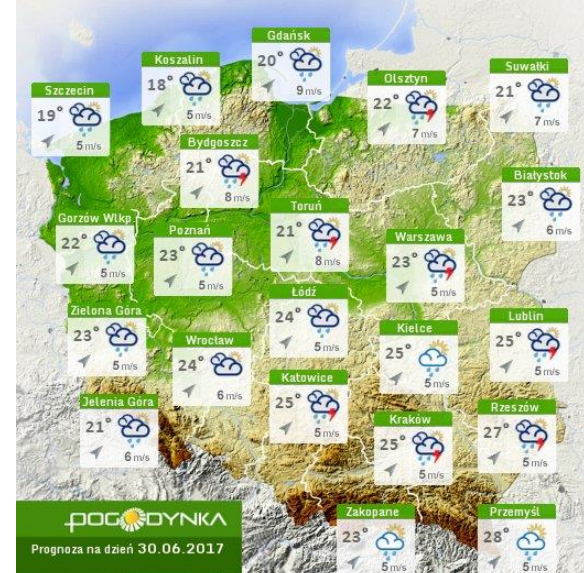 Gdańsk
20°
9 m/s
Koszalin
18°
5 m/s
Suwałki
21°
7 m/s
Olsztyn
22°
7 m/s
Szczecin
19°
5 m/s
Bydgoszcz
21°
8 m/s
Białystok
23°
6 m/s
Toruń
21°
8 m/s
Gorzów Wlkp
22°
5 m/s
Poznań
23°
5 m/s
Warszawa
23°
5 m/s
Łódź
24°
5 m/s
Zielona Góra
23°
5 m/s
Lublin
25°
5 m/s
Kielce
25°
5 m/s
Wrocław
24°
6 m/s
Katowice
25°
5 m/s
Jelenia Góra
21°
6 m/s
Rzeszów
27°
5 m/s
Kraków
25°
5 m/s
Zakopane
23°
5 m/s
Przemyśl
28°
5 m/s
POGODYNKA
Prognoza na dzień 30.06.2017